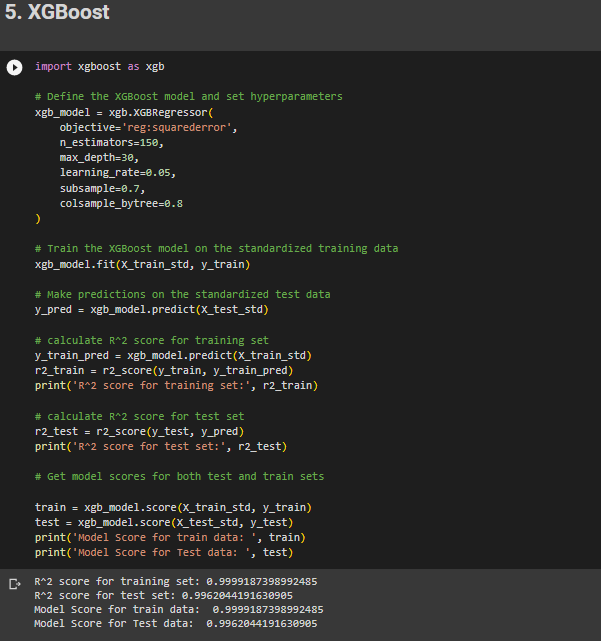 5. XGBoost
import xgboost as xgb
# Define the XGBoost model and set hyperparameters
xgb_model = xgb.XGBRegressor(
    objective='reg:squarederror',
    n_estimators=150,
    max_depth=30,
    learning_rate=0.05,
    subsample=0.7,
    colsample_bytree=0.8
)
# Train the XGBoost model on the standardized training data
xgb_model.fit(X_train_std, y_train)
# Make predictions on the standardized test data
y_pred = xgb_model.predict(X_test_std)
# calculate R^2 score for training set
y_train_pred = xgb_model.predict(X_train_std)
r2_train = r2_score(y_train, y_train_pred)
print('R^2 score for training set:', r2_train)
# calculate R^2 score for test set
r2_test = r2_score(y_test, y_pred)
print('R^2 score for test set:', r2_test)
# Get model scores for both test and train sets
train = xgb_model.score(X_train_std, y_train)
test = xgb_model.score(X_test_std, y_test)
print('Model Score for train data: ', train)
print('Model Score for Test data: ', test)
R^2 score for training set: 0.9999187398992485
R^2 score for test set: 0.9962044191630905
Model Score for train data:  0.9999187398992485
Model Score for Test data:  0.9962044191630905